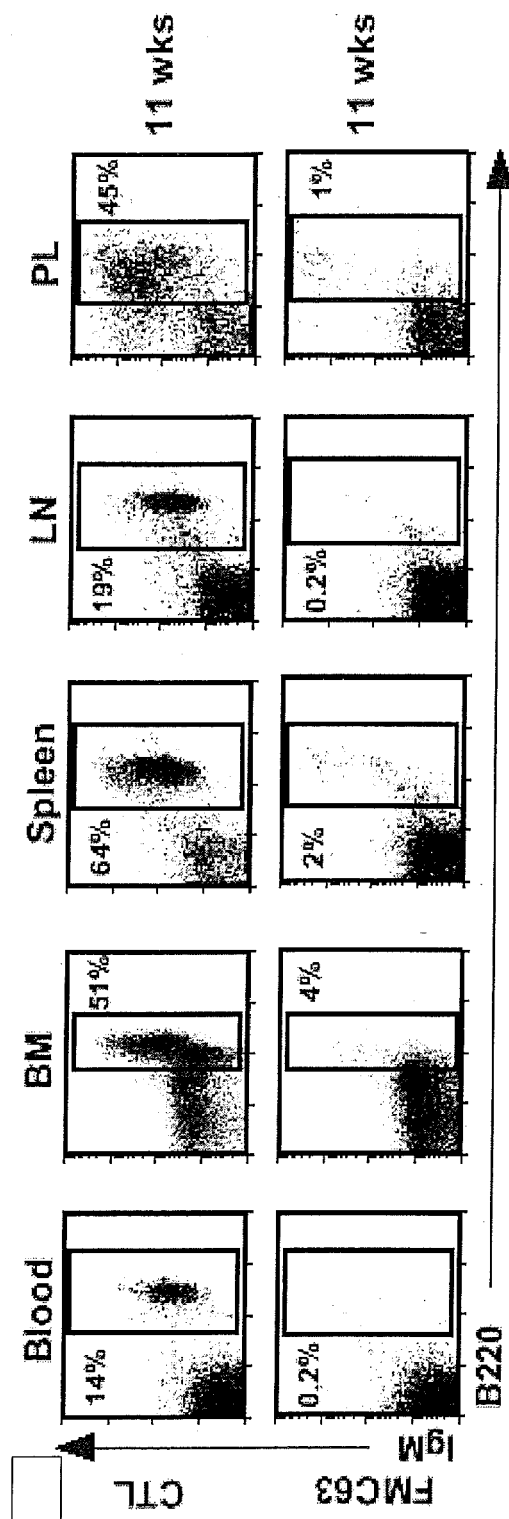 Blood BM Spleen LN PL
CTL 14% 51% 64% 19% 45% 11 wks
FMC63 0.2% 4% 2% 0.2% 1% 11 wks
IgM
B220